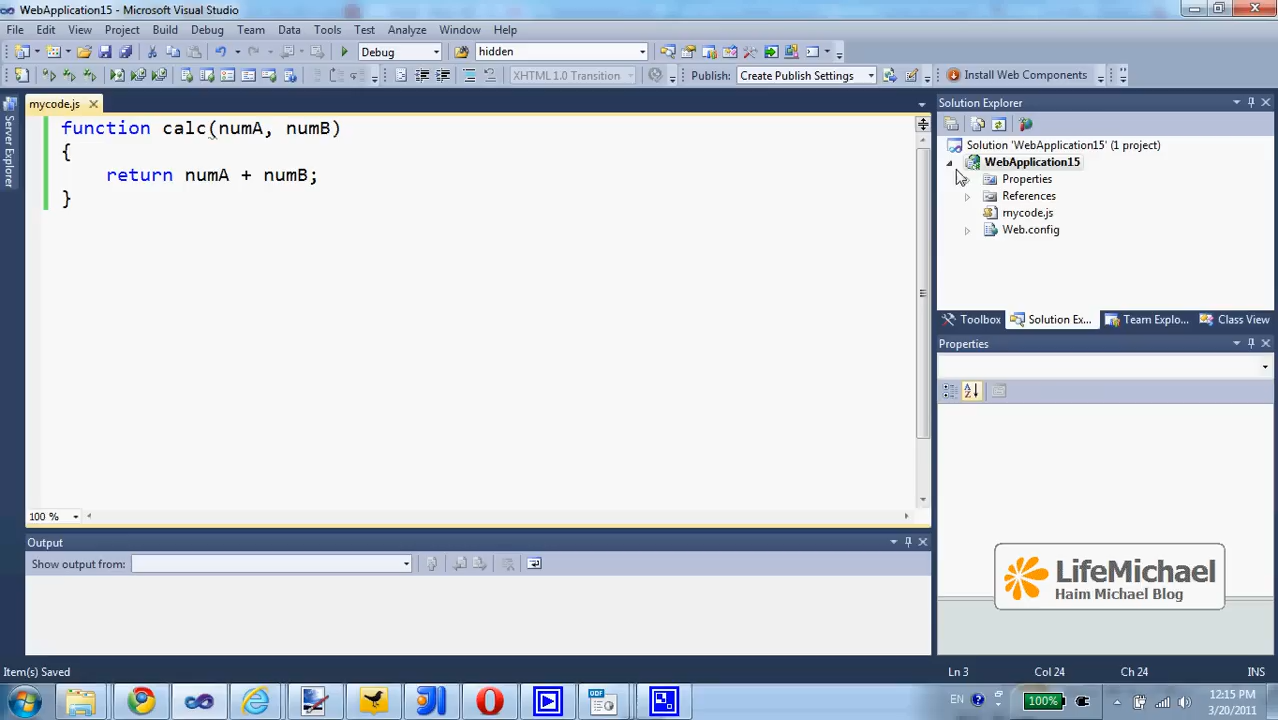 WebApplication15 - Microsoft Visual Studio
File Edit View Project Build Debug Team Data Tools Test Analyze Window Help
Debug hidden
XHTML 1.0 Transition Publish: Create Publish Settings Install Web Components
Server Explorer
mycode.js
function calc(numA, numB)
{
return numA + numB;
}
100 %
Solution Explorer
Solution 'WebApplication15' (1 project)
WebApplication15
Properties
References
mycode.js
Web.config
Toolbox Solution Ex... Team Explo... Class View
Properties
A
Z
Output
Show output from:
LifeMichael
Haim Michael Blog
Item(s) Saved Ln 3 Col 24 Ch 24 INS
ODF
EN 100% 12:15 PM
3/20/2011